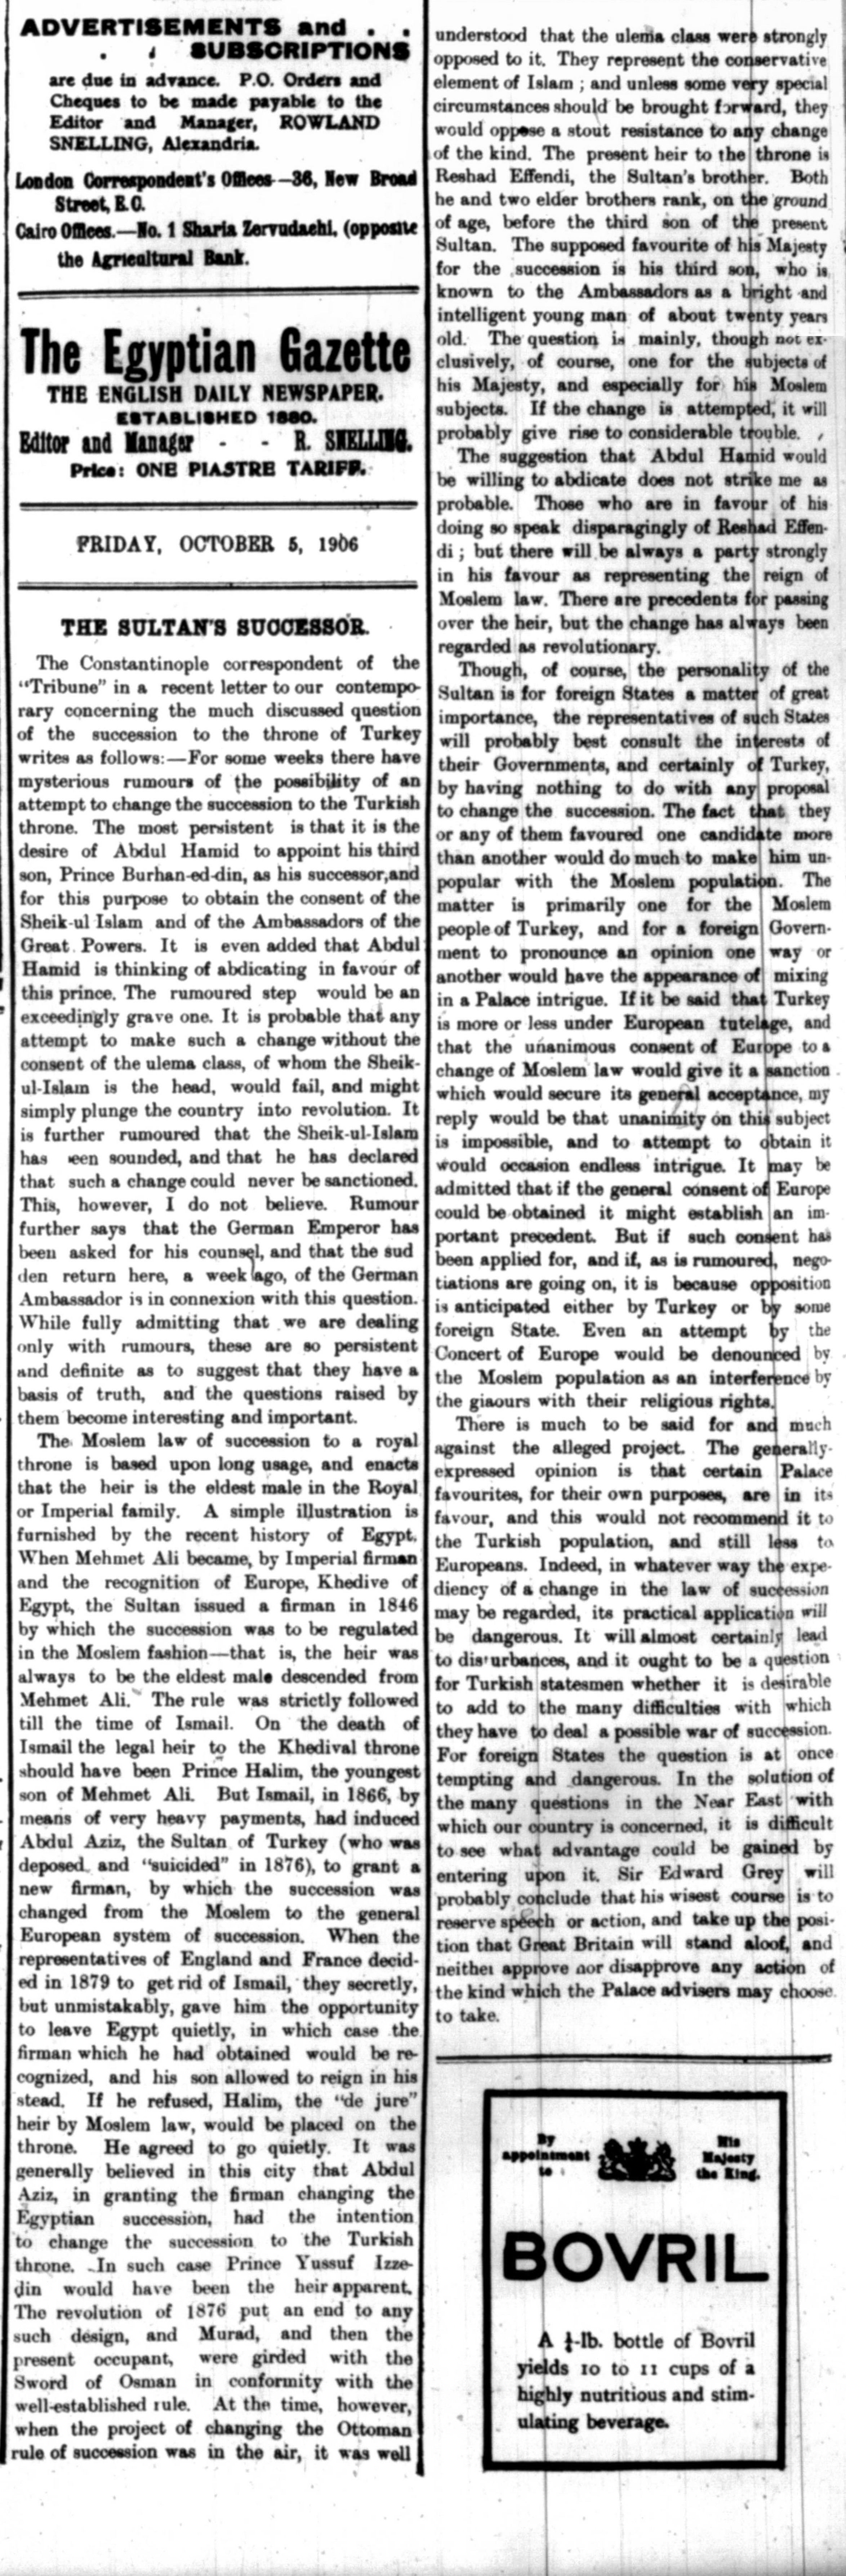 ADVERTISEMENTS and . .
. SUBSCRIPTIONS
are due in advance. P.O. Orders and
Cheques to be made payable to the
Editor and Manager, ROWLAND
SNELLING, Alexandria.
London Correspondent's Offices—36, New Broad
Street, E.C.
Cairo Offices.—No. 1 Sharia Zervudachi, (opposite
the Agricultural Bank.
The Egyptian Gazette
THE ENGLISH DAILY NEWSPAPER.
ESTABLISHED 1880.
Editor and Manager - - R. SNELLING.
Price: ONE PIASTRE TARIFF.
FRIDAY, OCTOBER 5, 1906
THE SULTAN'S SUCCESSOR.
The Constantinople correspondent of the
"Tribune" in a recent letter to our contempo-
rary concerning the much discussed question
of the succession to the throne of Turkey
writes as follows:—For some weeks there have
mysterious rumours of the possibility of an
attempt to change the succession to the Turkish
throne. The most persistent is that it is the
desire of Abdul Hamid to appoint his third
son, Prince Burhan-ed-din, as his successor,and
for this purpose to obtain the consent of the
Sheik-ul Islam and of the Ambassadors of the
Great Powers. It is even added that Abdul
Hamid is thinking of abdicating in favour of
this prince. The rumoured step would be an
exceedingly grave one. It is probable that any
attempt to make such a change without the
consent of the ulema class, of whom the Sheik-
ul-Islam is the head, would fail, and might
simply plunge the country into revolution. It
is further rumoured that the Sheik-ul-Islam
has een sounded, and that he has declared
that such a change could never be sanctioned.
This, however, I do not believe. Rumour
further says that the German Emperor has
been asked for his counsel, and that the sud
den return here, a week ago, of the German
Ambassador is in connexion with this question.
While fully admitting that we are dealing
only with rumours, these are so persistent
and definite as to suggest that they have a
basis of truth, and the questions raised by
them become interesting and important.
The Moslem law of succession to a royal
throne is based upon long usage, and enacts
that the heir is the eldest male in the Royal
or Imperial family. A simple illustration is
furnished by the recent history of Egypt.
When Mehmet Ali became, by Imperial firman
and the recognition of Europe, Khedive of
Egypt, the Sultan issued a firman in 1846
by which the succession was to be regulated
in the Moslem fashion—that is, the heir was
always to be the eldest male descended from
Mehmet Ali. The rule was strictly followed
till the time of Ismail. On the death of
Ismail the legal heir to the Khedival throne
should have been Prince Halim, the youngest
son of Mehmet Ali. But Ismail, in 1866, by
means of very heavy payments, had induced
Abdul Aziz, the Sultan of Turkey (who was
deposed and "suicided" in 1876), to grant a
new firman, by which the succession was
changed from the Moslem to the general
European system of succession. When the
representatives of England and France decid-
ed in 1879 to get rid of Ismail, they secretly,
but unmistakably, gave him the opportunity
to leave Egypt quietly, in which case the
firman which he had obtained would be re-
cognized, and his son allowed to reign in his
stead. If he refused, Halim, the "de jure"
heir by Moslem law, would be placed on the
throne. He agreed to go quietly. It was
generally believed in this city that Abdul
Aziz, in granting the firman changing the
Egyptian succession, had the intention
to change the succession to the Turkish
throne. In such case Prince Yussuf Izze-
din would have been the heir apparent.
The revolution of 1876 put an end to any
such design, and Murad, and then the
present occupant, were girded with the
Sword of Osman in conformity with the
well-established rule. At the time, however,
when the project of changing the Ottoman
rule of succession was in the air, it was well
understood that the ulema class were strongly
opposed to it. They represent the conservative
element of Islam ; and unless some very special
circumstances should be brought forward, they
would oppose a stout resistance to any change
of the kind. The present heir to the throne is
Reshad Effendi, the Sultan's brother. Both
he and two elder brothers rank, on the ground
of age, before the third son of the present
Sultan. The supposed favourite of his Majesty
for the succession is his third son, who is
known to the Ambassadors as a bright and
intelligent young man of about twenty years
old. The question is mainly, though not ex-
clusively, of course, one for the subjects of
his Majesty, and especially for his Moslem
subjects. If the change is attempted, it will
probably give rise to considerable trouble.
The suggestion that Abdul Hamid would
be willing to abdicate does not strike me as
probable. Those who are in favour of his
doing so speak disparagingly of Reshad Effen-
di ; but there will be always a party strongly
in his favour as representing the reign of
Moslem law. There are precedents for passing
over the heir, but the change has always been
regarded as revolutionary.
Though, of course, the personality of the
Sultan is for foreign States a matter of great
importance, the representatives of such States
will probably best consult the interests of
their Governments, and certainly of Turkey,
by having nothing to do with any proposal
to change the succession. The fact that they
or any of them favoured one candidate more
than another would do much to make him un-
popular with the Moslem population. The
matter is primarily one for the Moslem
people of Turkey, and for a foreign Govern-
ment to pronounce an opinion one way or
another would have the appearance of mixing
in a Palace intrigue. If it be said that Turkey
is more or less under European tutelage, and
that the unanimous consent of Europe to a
change of Moslem law would give it a sanction
which would secure its general acceptance, my
reply would be that unanimity on this subject
is impossible, and to attempt to obtain it
would occasion endless intrigue. It may be
admitted that if the general consent of Europe
could be obtained it might establish an im-
portant precedent. But if such consent has
been applied for, and if, as is rumoured, nego-
tiations are going on, it is because opposition
is anticipated either by Turkey or by some
foreign State. Even an attempt by the
Concert of Europe would be denounced by
the Moslem population as an interference by
the giaours with their religious rights.
There is much to be said for and much
against the alleged project. The generally-
expressed opinion is that certain Palace
favourites, for their own purposes, are in its
favour, and this would not recommend it to
the Turkish population, and still less to
Europeans. Indeed, in whatever way the expe-
diency of a change in the law of succession
may be regarded, its practical application will
be dangerous. It will almost certainly lead
to disturbances, and it ought to be a question
for Turkish statesmen whether it is desirable
to add to the many difficulties with which
they have to deal a possible war of succession.
For foreign States the question is at once
tempting and dangerous. In the solution of
the many questions in the Near East with
which our country is concerned, it is difficult
to see what advantage could be gained by
entering upon it. Sir Edward Grey will
probably conclude that his wisest course is to
reserve speech or action, and take up the posi-
tion that Great Britain will stand aloof, and
neither approve nor disapprove any action of
the kind which the Palace advisers may choose
to take.
By
appointment
to
His
Majesty
the King.
BOVRIL
A ¼-lb. bottle of Bovril
yields 10 to 11 cups of a
highly nutritious and stim-
ulating beverage.